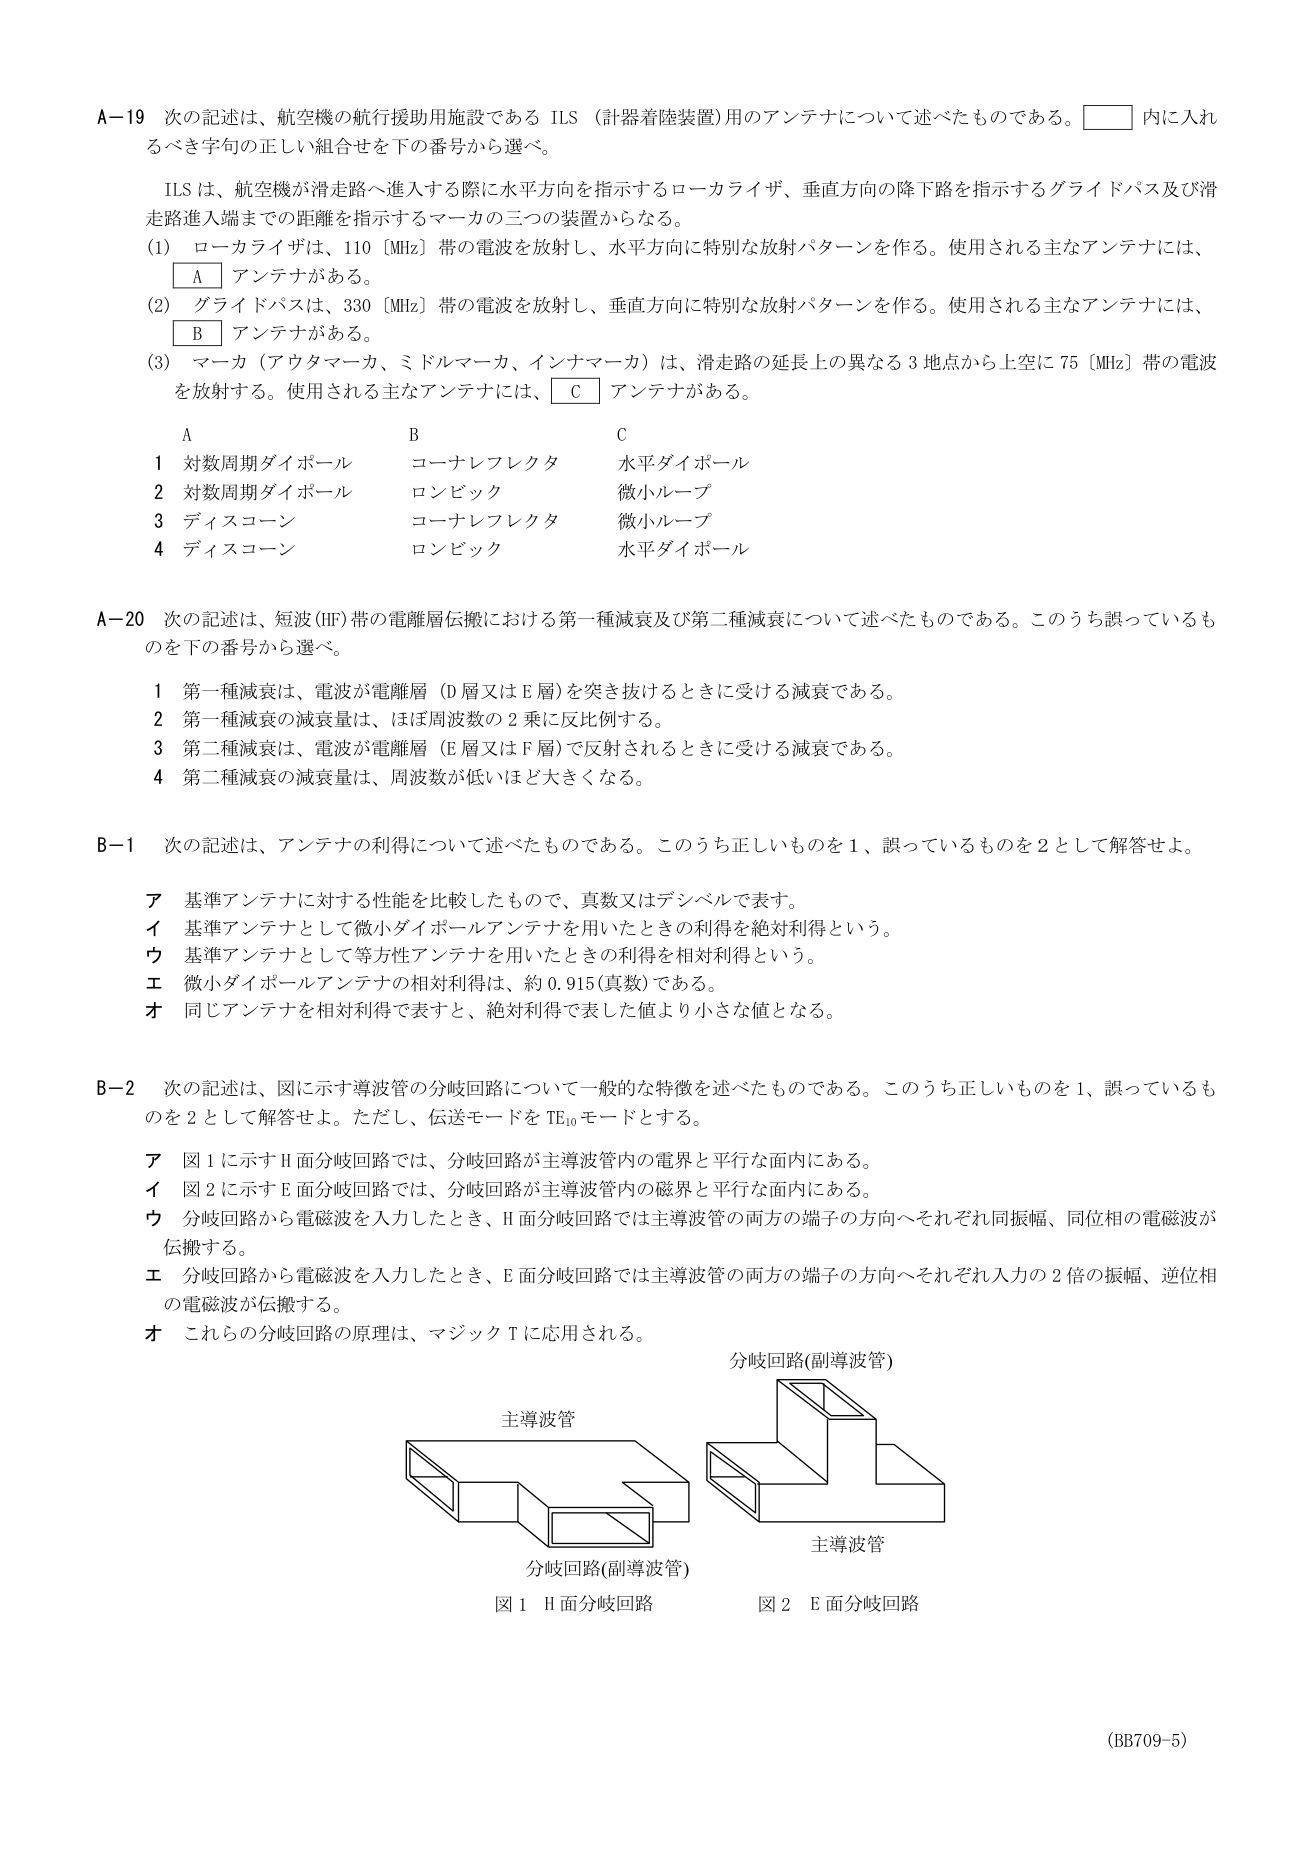 A－19　次の記述は、航空機の航行援助用施設である ILS （計器着陸装置)用のアンテナについて述べたものである。　　　内に入れ
るべき字句の正しい組合せを下の番号から選べ。
ILS は、航空機が滑走路へ進入する際に水平方向を指示するローカライザ、垂直方向の降下路を指示するグライドパス及び滑
走路進入端までの距離を指示するマーカの三つの装置からなる。
(1)　ローカライザは、110〔MHz〕帯の電波を放射し、水平方向に特別な放射パターンを作る。使用される主なアンテナには、
A アンテナがある。
(2)　グライドパスは、330〔MHz〕帯の電波を放射し、垂直方向に特別な放射パターンを作る。使用される主なアンテナには、
B アンテナがある。
(3)　マーカ（アウタマーカ、ミドルマーカ、インナマーカ）は、滑走路の延長上の異なる 3 地点から上空に 75〔MHz〕帯の電波
を放射する。使用される主なアンテナには、 C アンテナがある。
A　　　B　　　C
1　対数周期ダイポール　　コーナレフレクタ　　水平ダイポール
2　対数周期ダイポール　　ロンビック　　微小ループ
3　ディスコーン　　コーナレフレクタ　　微小ループ
4　ディスコーン　　ロンビック　　水平ダイポール
A－20　次の記述は、短波(HF)帯の電離層伝搬における第一種減衰及び第二種減衰について述べたものである。このうち誤っているも
のを下の番号から選べ。
1　第一種減衰は、電波が電離層（D 層又は E 層)を突き抜けるときに受ける減衰である。
2　第一種減衰の減衰量は、ほぼ周波数の 2 乗に反比例する。
3　第二種減衰は、電波が電離層（E 層又は F 層)で反射されるときに受ける減衰である。
4　第二種減衰の減衰量は、周波数が低いほど大きくなる。
B－1　次の記述は、アンテナの利得について述べたものである。このうち正しいものを１、誤っているものを２として解答せよ。
ア　基準アンテナに対する性能を比較したもので、真数又はデシベルで表す。
イ　基準アンテナとして微小ダイポールアンテナを用いたときの利得を絶対利得という。
ウ　基準アンテナとして等方性アンテナを用いたときの利得を相対利得という。
エ　微小ダイポールアンテナの相対利得は、約 0.915(真数)である。
オ　同じアンテナを相対利得で表すと、絶対利得で表した値より小さな値となる。
B－2　次の記述は、図に示す導波管の分岐回路について一般的な特徴を述べたものである。このうち正しいものを 1、誤っているも
のを 2 として解答せよ。ただし、伝送モードを TE₁₀ モードとする。
ア　図 1 に示す H 面分岐回路では、分岐回路が主導波管内の電界と平行な面内にある。
イ　図 2 に示す E 面分岐回路では、分岐回路が主導波管内の磁界と平行な面内にある。
ウ　分岐回路から電磁波を入力したとき、H 面分岐回路では主導波管の両方の端子の方向へそれぞれ同振幅、同位相の電磁波が
伝搬する。
エ　分岐回路から電磁波を入力したとき、E 面分岐回路では主導波管の両方の端子の方向へそれぞれ入力の 2 倍の振幅、逆位相
の電磁波が伝搬する。
オ　これらの分岐回路の原理は、マジック T に応用される。
分岐回路(副導波管)
主導波管
主導波管
分岐回路(副導波管)
図 1　H 面分岐回路　　図 2　E 面分岐回路
(BB709-5)